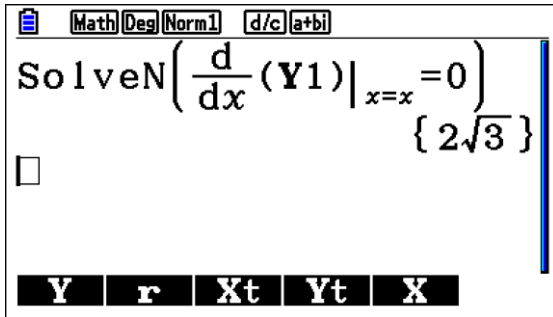 Math Deg Norm1 d/c a+bi
SolveN(d/dx(Y1)|x=x=0)
{2√3}
Y r Xt Yt X